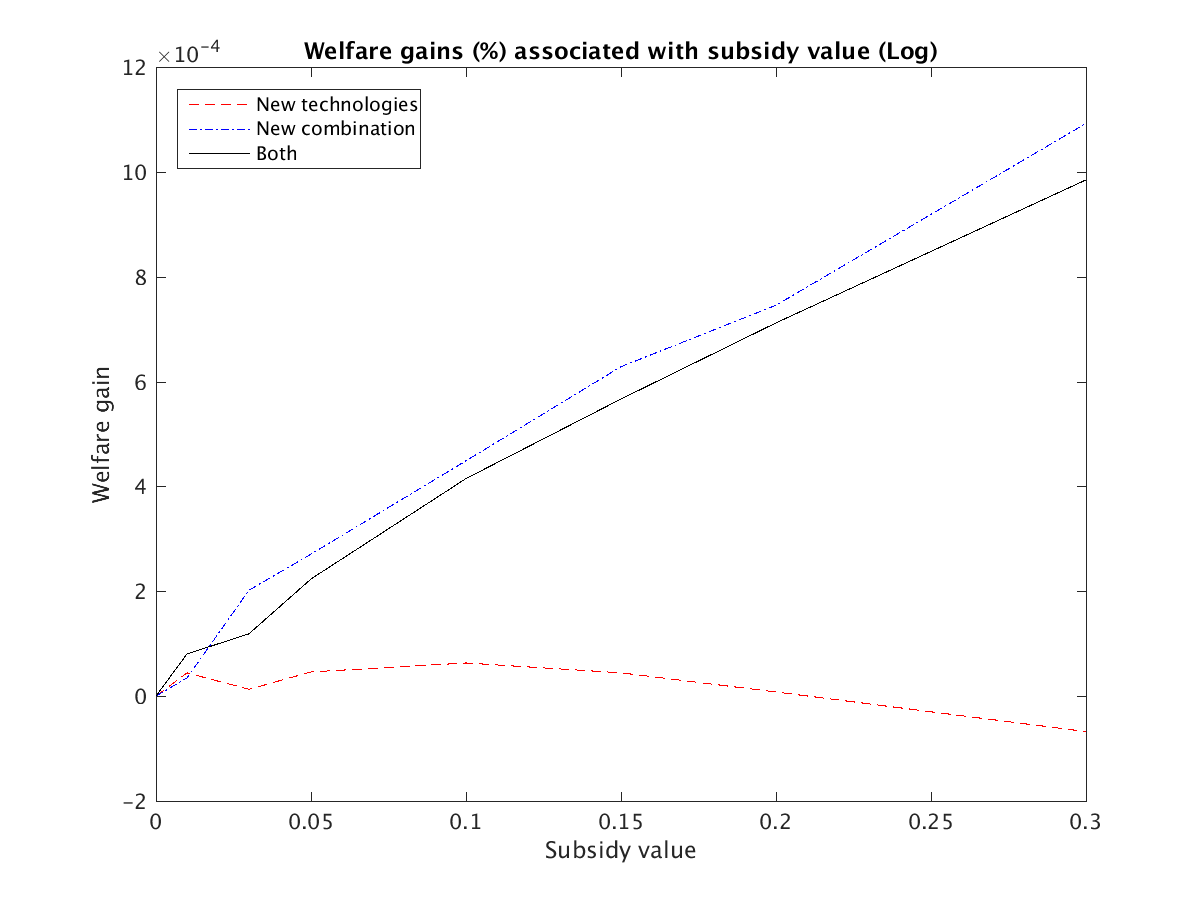 Welfare gains (%) associated with subsidy value (Log)
×10⁻⁴
12
10
8
6
4
2
0
−2
Welfare gain
New technologies
New combination
Both
0 0.05 0.1 0.15 0.2 0.25 0.3
Subsidy value